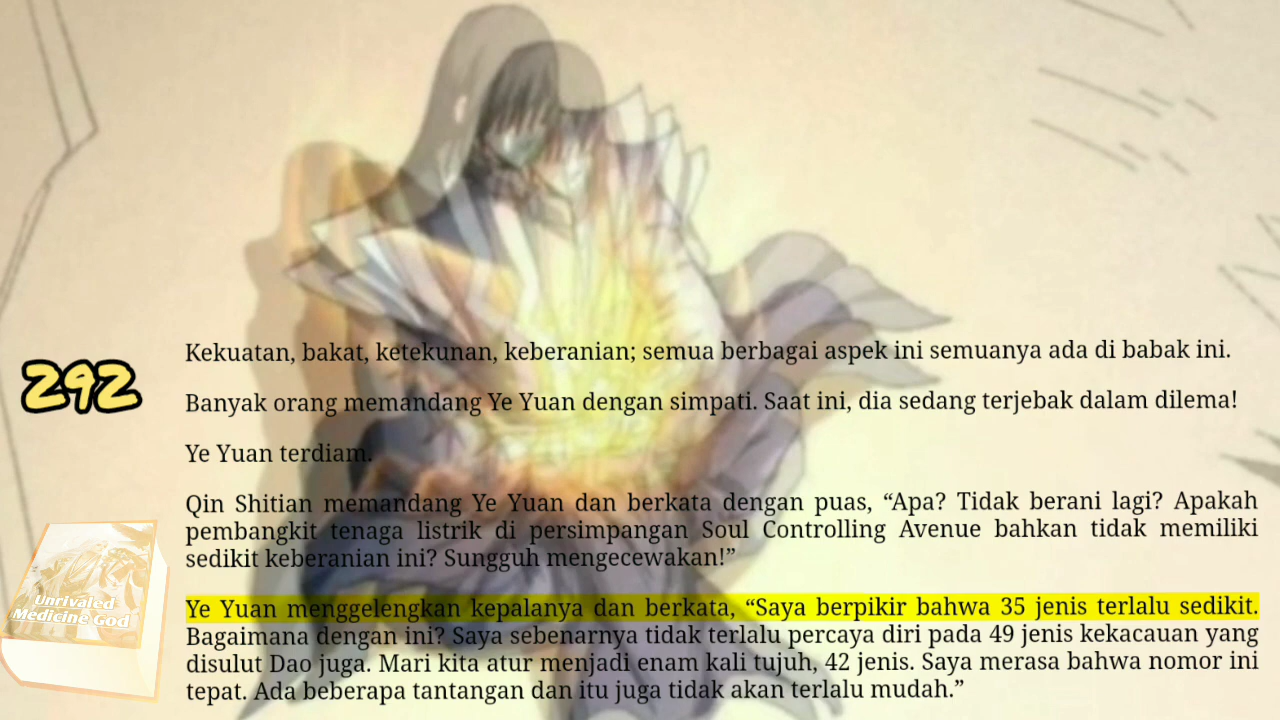 Kekuatan, bakat, ketekunan, keberanian; semua berbagai aspek ini semuanya ada di babak ini.
292
Banyak orang memandang Ye Yuan dengan simpati. Saat ini, dia sedang terjebak dalam dilema!
Ye Yuan terdiam.
Qin Shitian memandang Ye Yuan dan berkata dengan puas, “Apa? Tidak berani lagi? Apakah
pembangkit tenaga listrik di persimpangan Soul Controlling Avenue bahkan tidak memiliki
sedikit keberanian ini? Sungguh mengecewakan!”
Ye Yuan menggelengkan kepalanya dan berkata, “Saya berpikir bahwa 35 jenis terlalu sedikit.
Bagaimana dengan ini? Saya sebenarnya tidak terlalu percaya diri pada 49 jenis kekacauan yang
disulut Dao juga. Mari kita atur menjadi enam kali tujuh, 42 jenis. Saya merasa bahwa nomor ini
tepat. Ada beberapa tantangan dan itu juga tidak akan terlalu mudah.”
Unrivaled
Medicine God